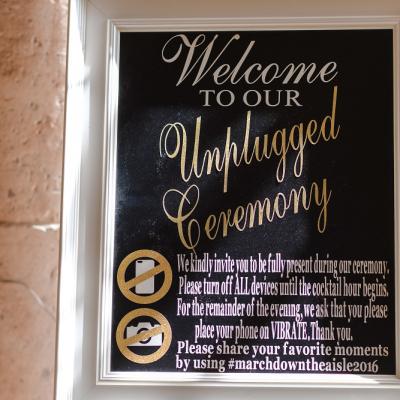 Welcome
TO OUR
Unplugged
Ceremony
We kindly invite you to be fully present during our ceremony.
Please turn off ALL devices until the cocktail hour begins.
For the remainder of the evening, we ask that you please
place your phone on VIBRATE, Thank you.
Please share your favorite moments
by using #marchdowntheaisle2016